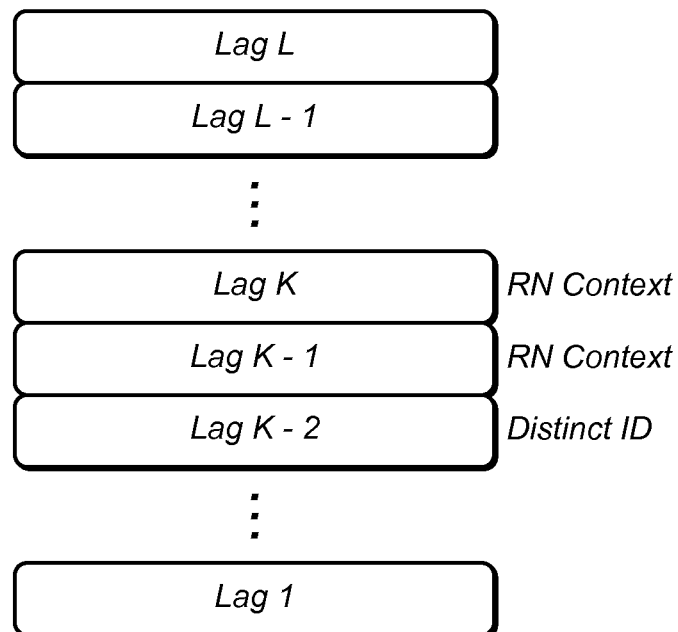 Lag L
Lag L - 1
Lag K RN Context
Lag K - 1 RN Context
Lag K - 2 Distinct ID
Lag 1